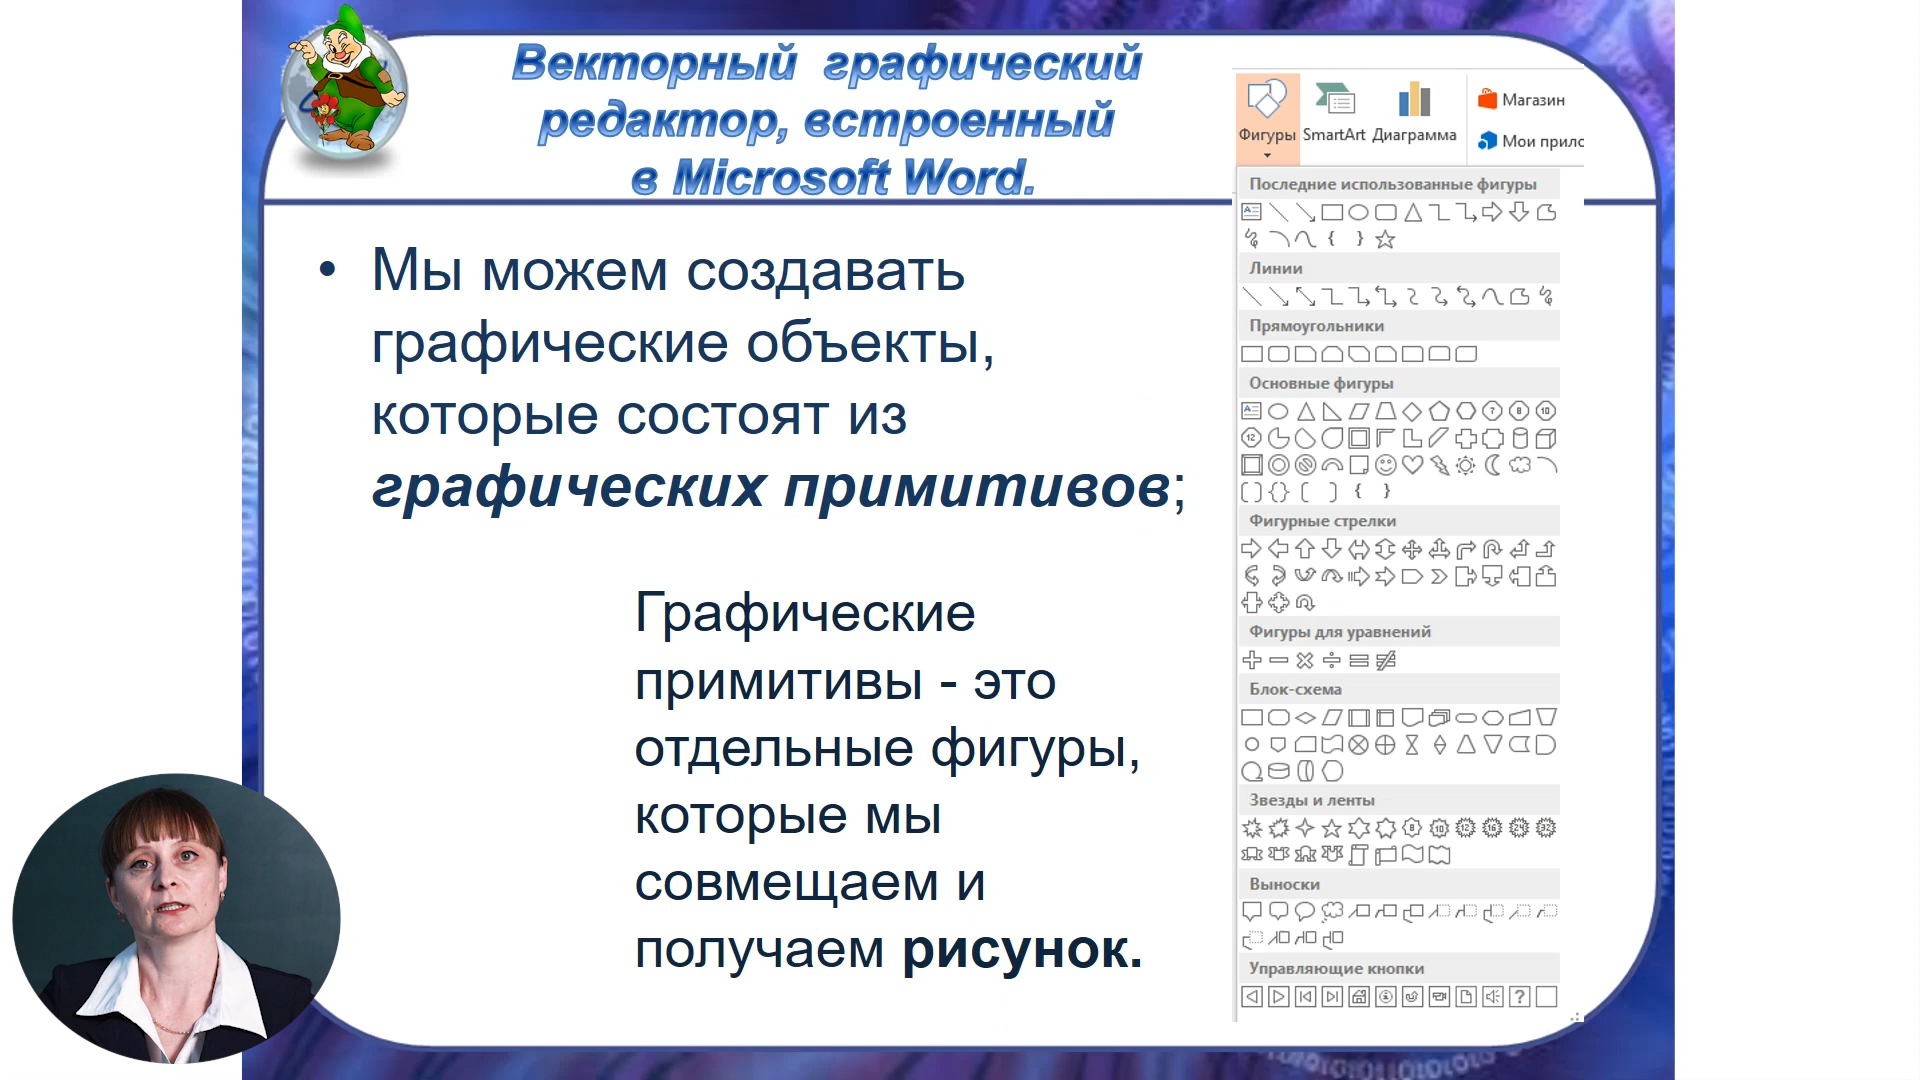 Векторный графический
редактор, встроенный
в Microsoft Word.
• Мы можем создавать
графические объекты,
которые состоят из
графических примитивов;
Графические
примитивы - это
отдельные фигуры,
которые мы
совмещаем и
получаем рисунок.
Фигуры
SmartArt
Диаграмма
Магазин
Мои прило
Последние использованные фигуры
Линии
Прямоугольники
Основные фигуры
Фигурные стрелки
Фигуры для уравнений
Блок-схема
Звезды и ленты
Выноски
Управляющие кнопки